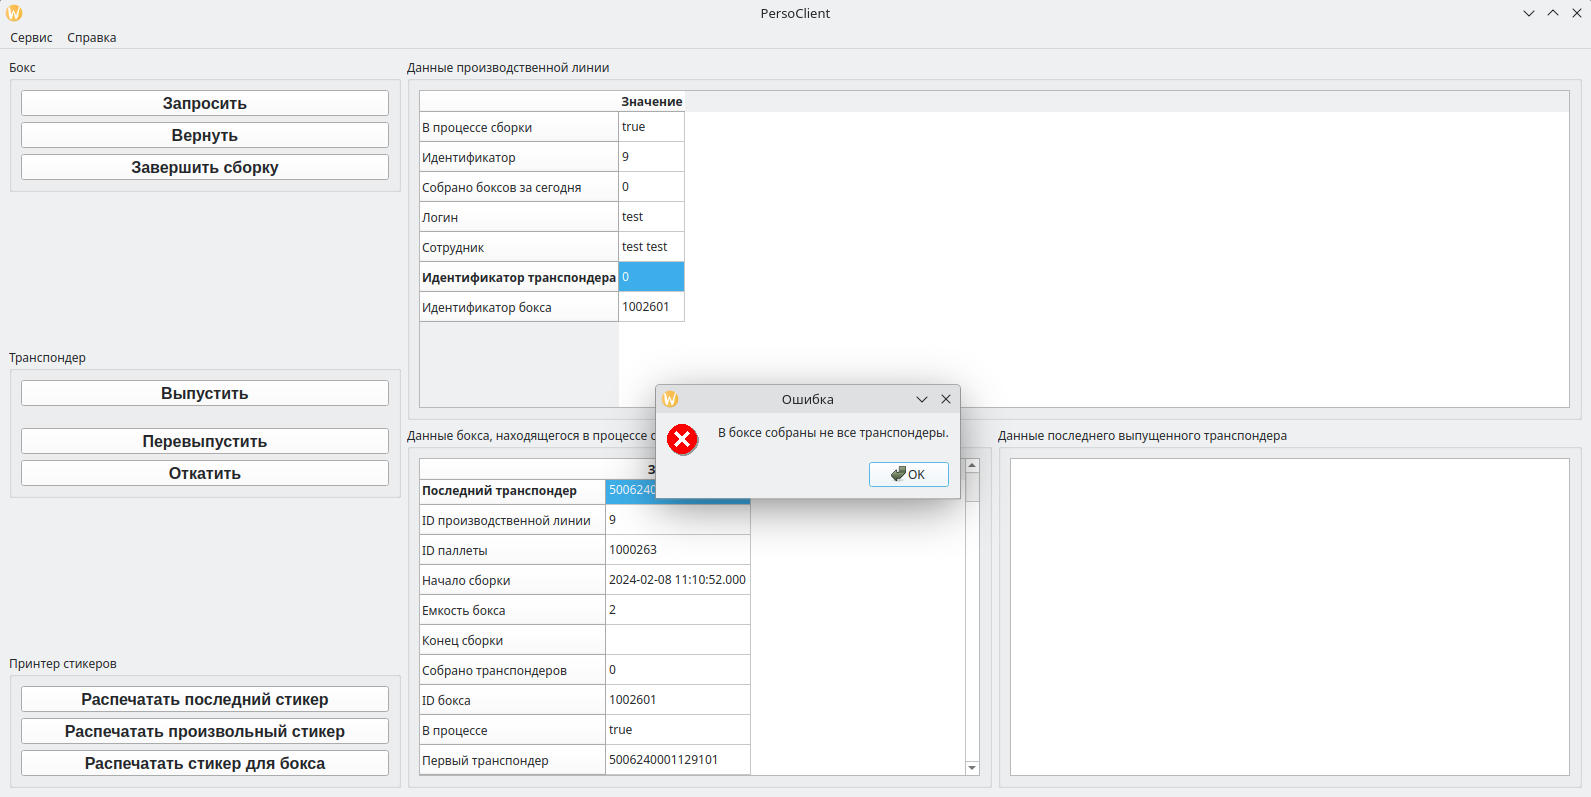 PersoClient
Сервис Справка
Бокс
Запросить
Вернуть
Завершить сборку
Данные производственной линии
Значение
В процессе сборки true
Идентификатор 9
Собрано боксов за сегодня 0
Логин test
Сотрудник test test
Идентификатор транспондера 0
Идентификатор бокса 1002601
Транспондер
Выпустить
Перевыпустить
Откатить
Ошибка
В боксе собраны не все транспондеры.
OK
Данные бокса, находящегося в процессе с
З
Последний транспондер 5006240
ID производственной линии 9
ID паллеты 1000263
Начало сборки 2024-02-08 11:10:52.000
Емкость бокса 2
Конец сборки
Собрано транспондеров 0
ID бокса 1002601
В процессе true
Первый транспондер 5006240001129101
Данные последнего выпущенного транспондера
Принтер стикеров
Распечатать последний стикер
Распечатать произвольный стикер
Распечатать стикер для бокса